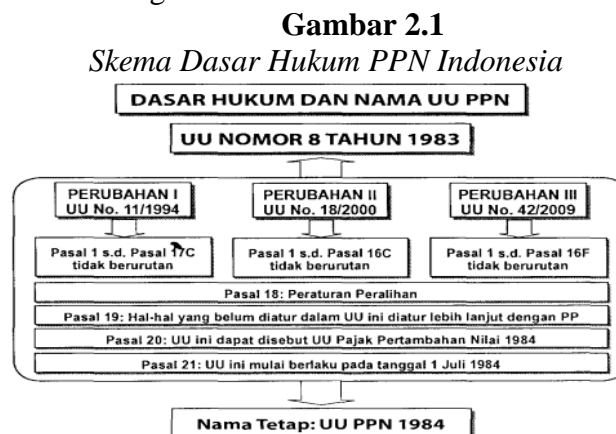 Gambar 2.1
Skema Dasar Hukum PPN Indonesia
DASAR HUKUM DAN NAMA UU PPN
UU NOMOR 8 TAHUN 1983
PERUBAHAN I
UU No. 11/1994
PERUBAHAN II
UU No. 18/2000
PERUBAHAN III
UU No. 42/2009
Pasal 1 s.d. Pasal 17C
tidak berurutan
Pasal 1 s.d. Pasal 16C
tidak berurutan
Pasal 1 s.d. Pasal 16F
tidak berurutan
Pasal 18: Peraturan Peralihan
Pasal 19: Hal-hal yang belum diatur dalam UU ini diatur lebih lanjut dengan PP
Pasal 20: UU ini dapat disebut UU Pajak Pertambahan Nilai 1984
Pasal 21: UU ini mulai berlaku pada tanggal 1 Juli 1984
Nama Tetap: UU PPN 1984